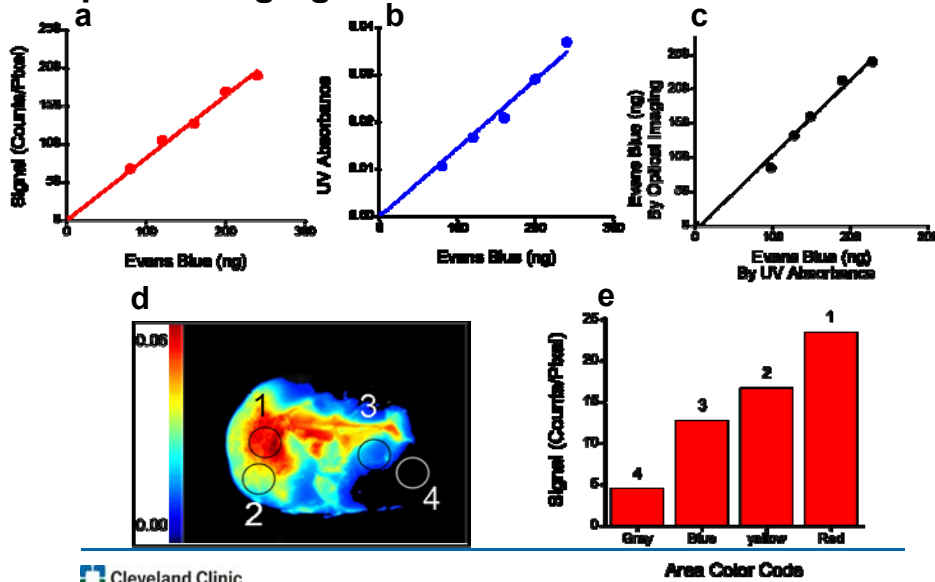 a
250
200
150
100
50
0
0 100 200 300
Signal (Counts/Pixel)
Evans Blue (ng)
b
0.04
0.03
0.02
0.01
0.00
0 100 200 300
UV Absorbance
Evans Blue (ng)
c
250
200
150
100
50
0
0 100 200 300
Evans Blue (ng)
By Optical Imaging
Evans Blue (ng)
By UV Absorbance
d
0.06
0.00
1
2
3
4
e
25
20
15
10
5
0
Signal (Counts/Pixel)
4
3
2
1
Gray Blue yellow Red
Area Color Code
Cleveland Clinic